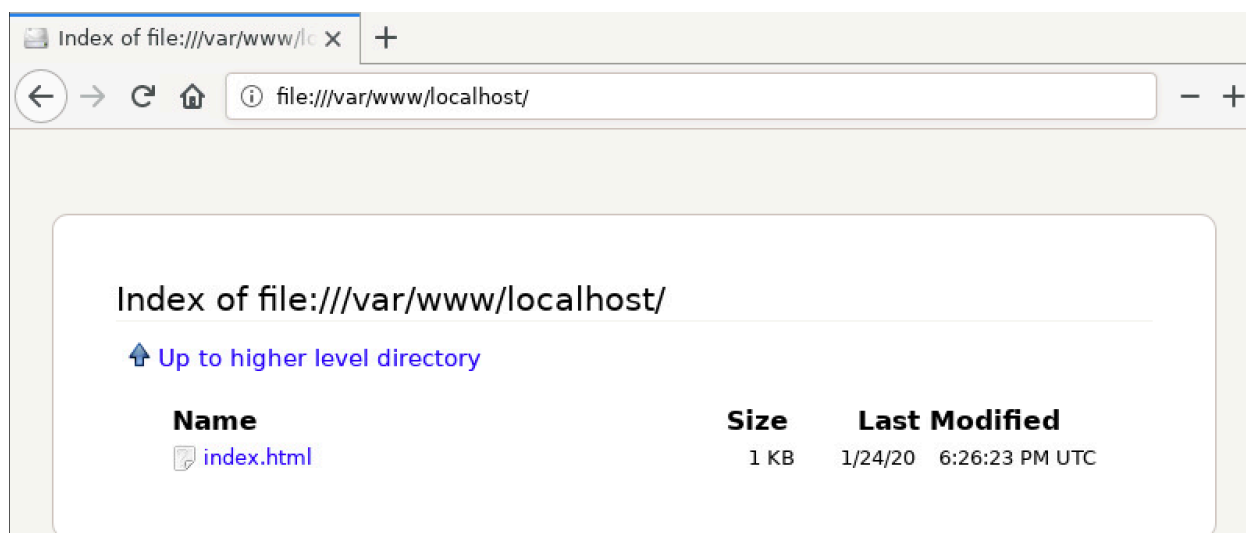 Index of file:///var/www/lo
file:///var/www/localhost/
Index of file:///var/www/localhost/
Up to higher level directory
Name Size Last Modified
index.html 1 KB 1/24/20 6:26:23 PM UTC